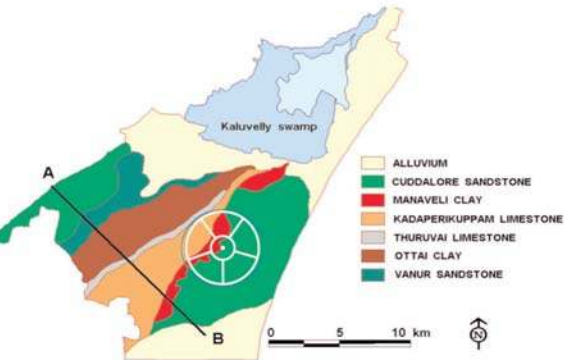 Kaluvelly swamp
A
ALLUVIUM
CUDDALORE SANDSTONE
MANAVELI CLAY
KADAPERIKUPPAM LIMESTONE
THURUVAI LIMESTONE
OTTAI CLAY
VANUR SANDSTONE
B
0 5 10 km
N